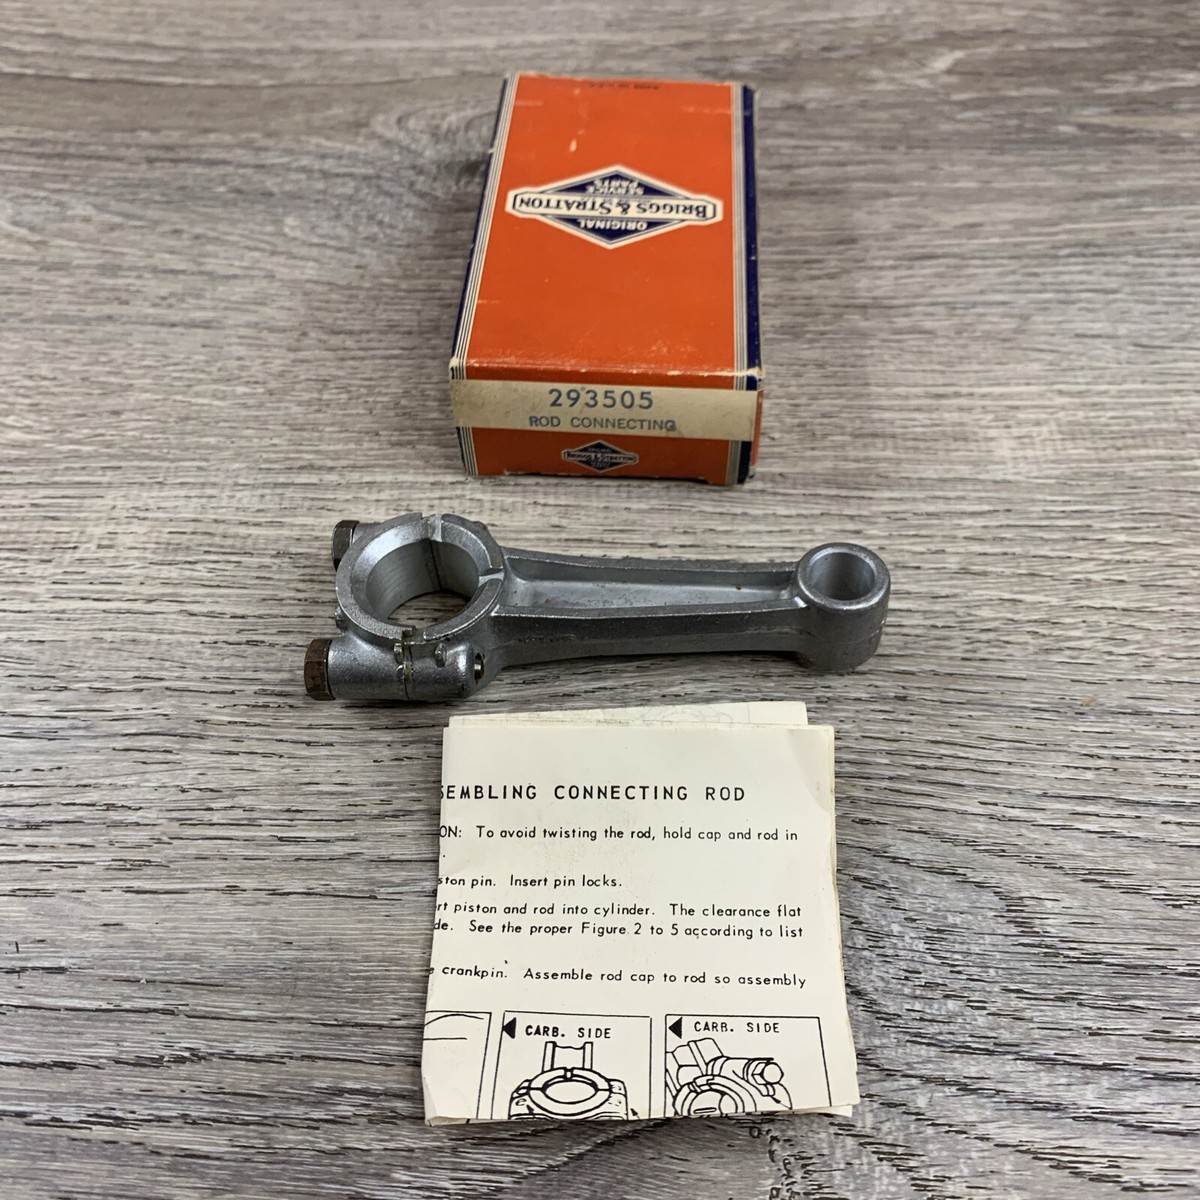 ORIGINAL
BRIGGS & STRATTON
SERVICE
PARTS
293505
ROD CONNECTING
BRIGGS & STRATTON
SEMBLING CONNECTING ROD
ON: To avoid twisting the rod, hold cap and rod in
.
ston pin. Insert pin locks.
rt piston and rod into cylinder. The clearance flat
de. See the proper Figure 2 to 5 according to list
e crankpin. Assemble rod cap to rod so assembly
CARB. SIDE
CARB. SIDE